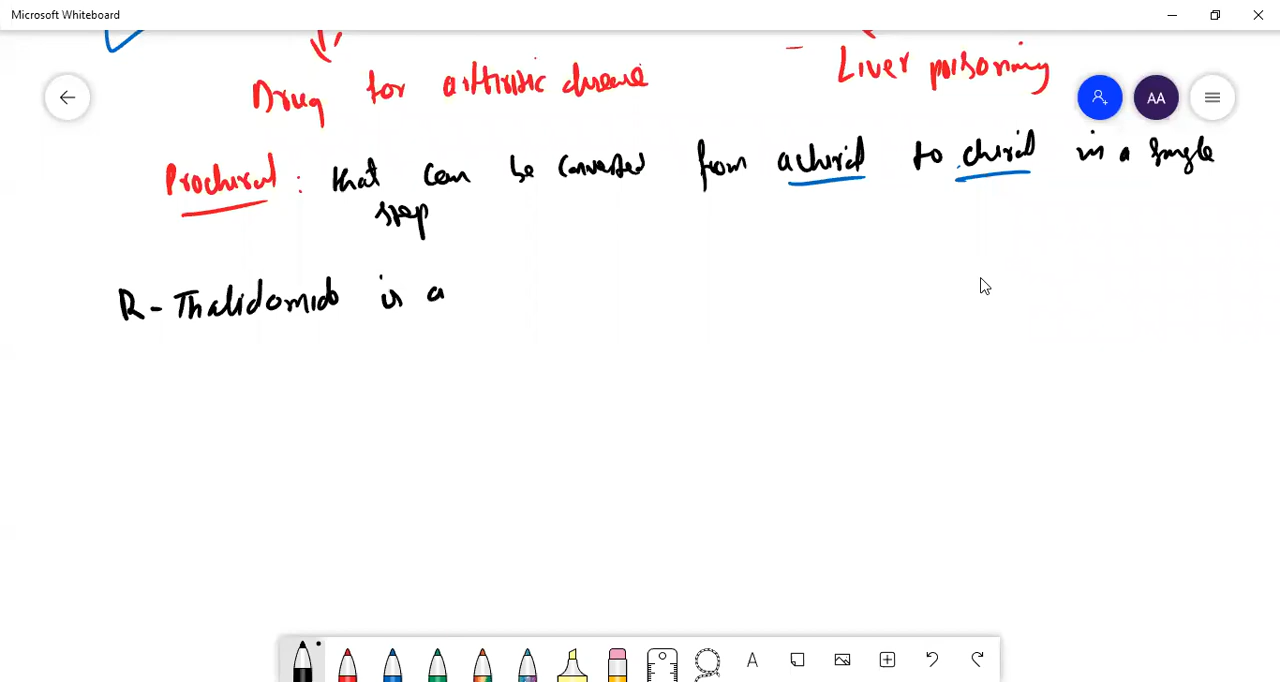 Microsoft Whiteboard
Drug for arthritic disease
Liver poisoning
AA
Prochiral : that can be converted from achiral to chiral in a single
step
R-Thalidomide is a
A